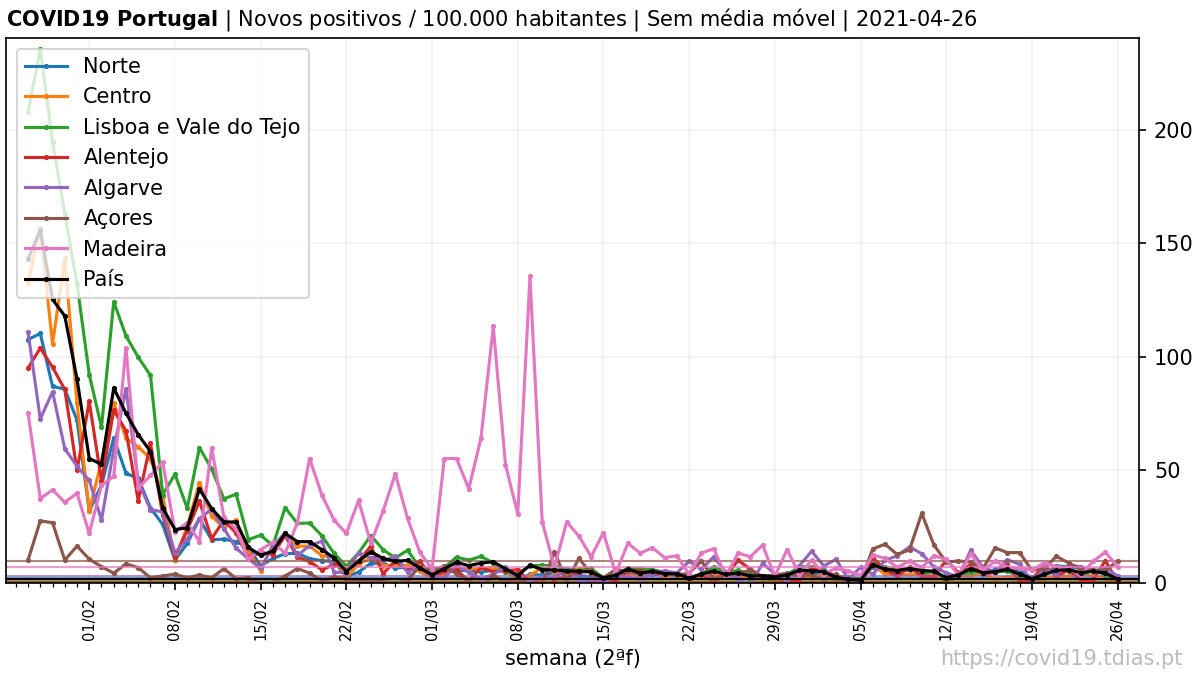 COVID19 Portugal | Novos positivos / 100.000 habitantes | Sem média móvel | 2021-04-26
Norte
Centro
Lisboa e Vale do Tejo
Alentejo
Algarve
Açores
Madeira
País
200
150
100
50
0
01/02
08/02
15/02
22/02
01/03
08/03
15/03
22/03
29/03
05/04
12/04
19/04
26/04
semana (2ªf)
https://covid19.tdias.pt